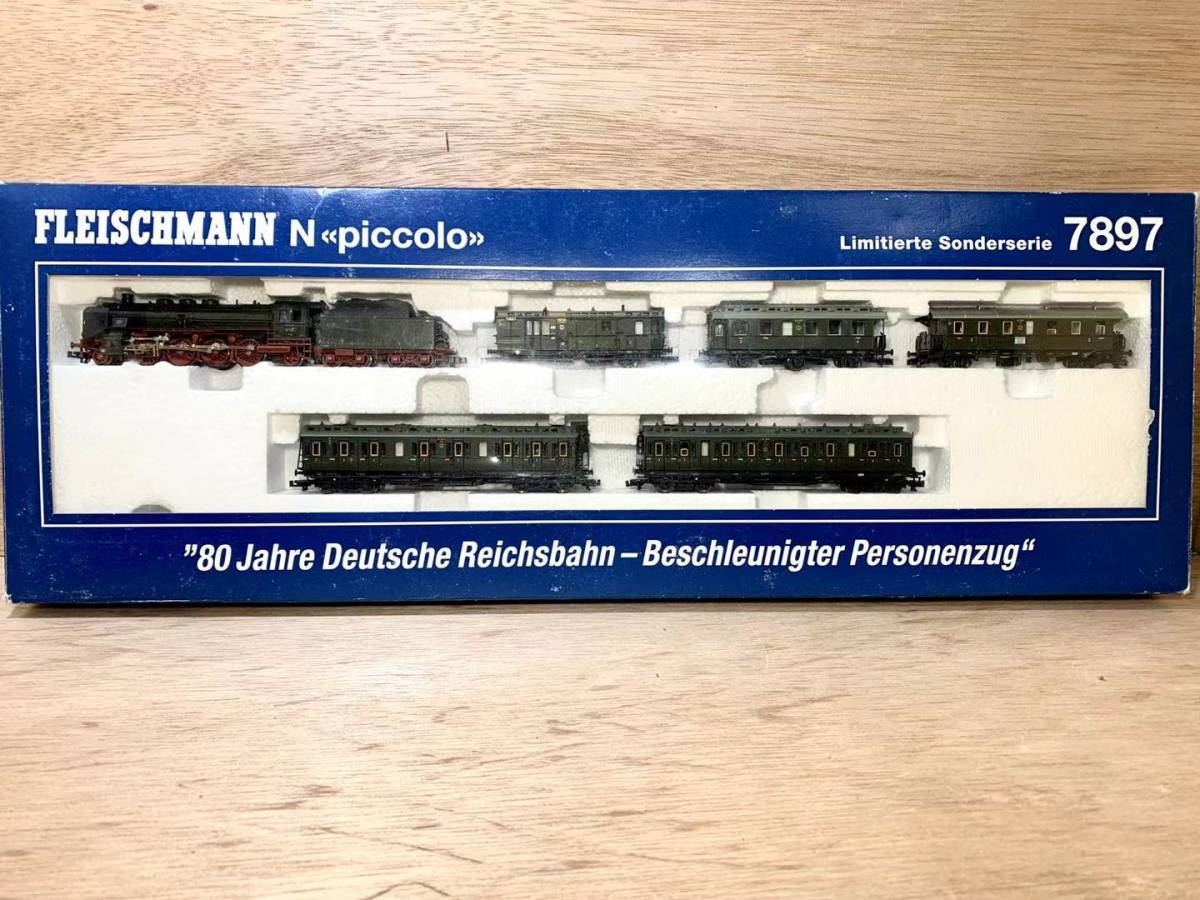 FLEISCHMANN N «piccolo»
Limitierte Sonderserie 7897
"80 Jahre Deutsche Reichsbahn – Beschleunigter Personenzug“